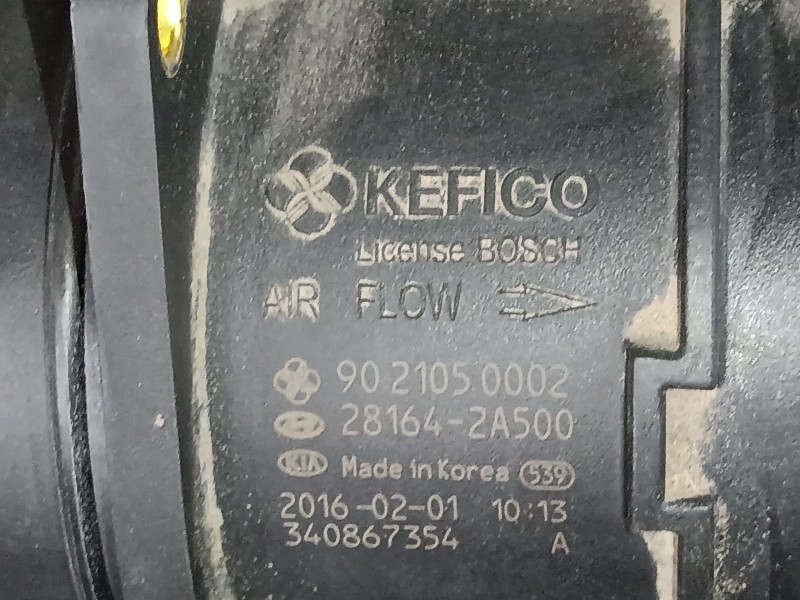 KEFICO
License BOSCH
AIR FLOW
90 2105 0002
28164-2A500
KIA Made in Korea 539
2016-02-01 10:13
340867354 A